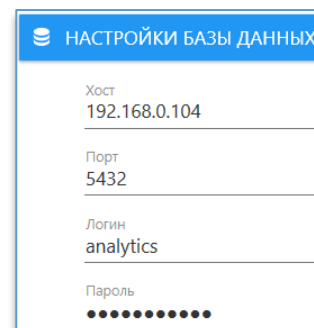 НАСТРОЙКИ БАЗЫ ДАННЫХ
Хост
192.168.0.104
Порт
5432
Логин
analytics
Пароль
●●●●●●●●●●●